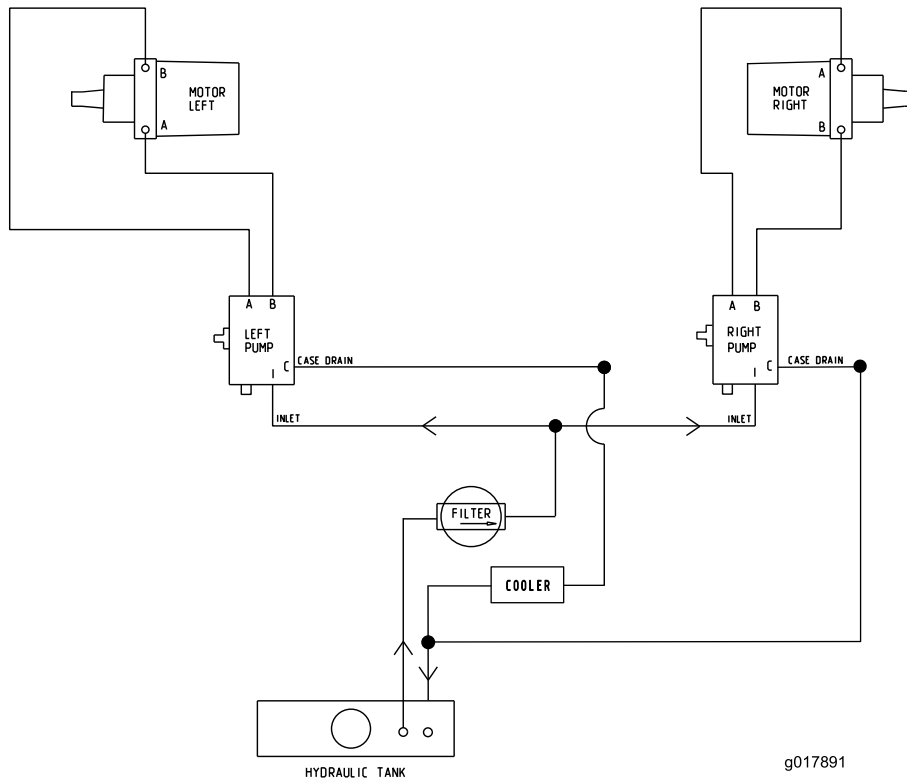 B
MOTOR
LEFT
A
A
MOTOR
RIGHT
B
A B
LEFT
PUMP
C
I
CASE DRAIN
INLET
A B
RIGHT
PUMP
C
I
CASE DRAIN
INLET
FILTER
COOLER
HYDRAULIC TANK
g017891